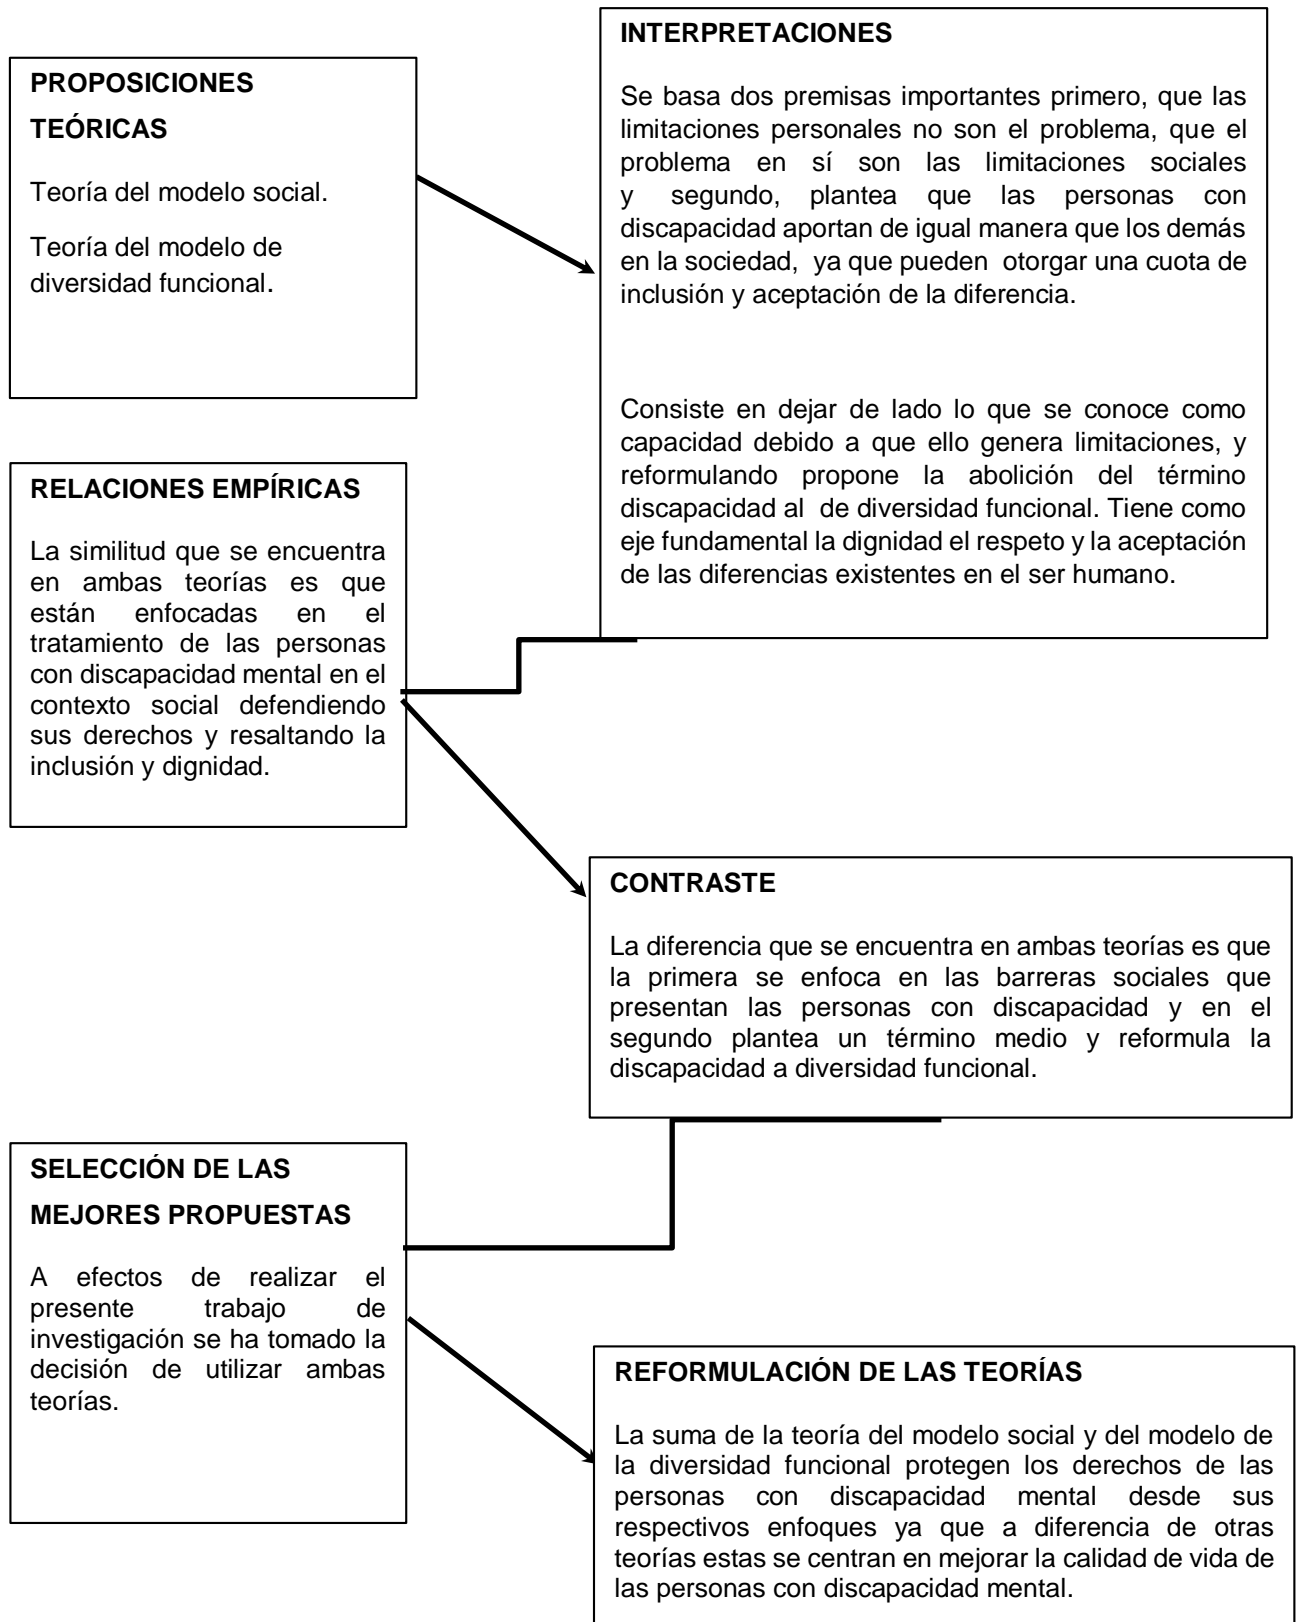 PROPOSICIONES
TEÓRICAS
Teoría del modelo social.
Teoría del modelo de
diversidad funcional.
INTERPRETACIONES
Se basa dos premisas importantes primero, que las
limitaciones personales no son el problema, que el
problema en sí son las limitaciones sociales
y segundo, plantea que las personas con
discapacidad aportan de igual manera que los demás
en la sociedad, ya que pueden otorgar una cuota de
inclusión y aceptación de la diferencia.
Consiste en dejar de lado lo que se conoce como
capacidad debido a que ello genera limitaciones, y
reformulando propone la abolición del término
discapacidad al de diversidad funcional. Tiene como
eje fundamental la dignidad el respeto y la aceptación
de las diferencias existentes en el ser humano.
RELACIONES EMPÍRICAS
La similitud que se encuentra
en ambas teorías es que
están enfocadas en el
tratamiento de las personas
con discapacidad mental en el
contexto social defendiendo
sus derechos y resaltando la
inclusión y dignidad.
CONTRASTE
La diferencia que se encuentra en ambas teorías es que
la primera se enfoca en las barreras sociales que
presentan las personas con discapacidad y en el
segundo plantea un término medio y reformula la
discapacidad a diversidad funcional.
SELECCIÓN DE LAS
MEJORES PROPUESTAS
A efectos de realizar el
presente trabajo de
investigación se ha tomado la
decisión de utilizar ambas
teorías.
REFORMULACIÓN DE LAS TEORÍAS
La suma de la teoría del modelo social y del modelo de
la diversidad funcional protegen los derechos de las
personas con discapacidad mental desde sus
respectivos enfoques ya que a diferencia de otras
teorías estas se centran en mejorar la calidad de vida de
las personas con discapacidad mental.